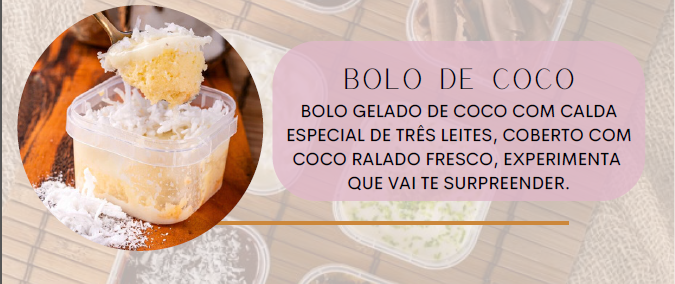 BOLO DE COCO
BOLO GELADO DE COCO COM CALDA
ESPECIAL DE TRÊS LEITES, COBERTO COM
COCO RALADO FRESCO, EXPERIMENTA
QUE VAI TE SURPREENDER.